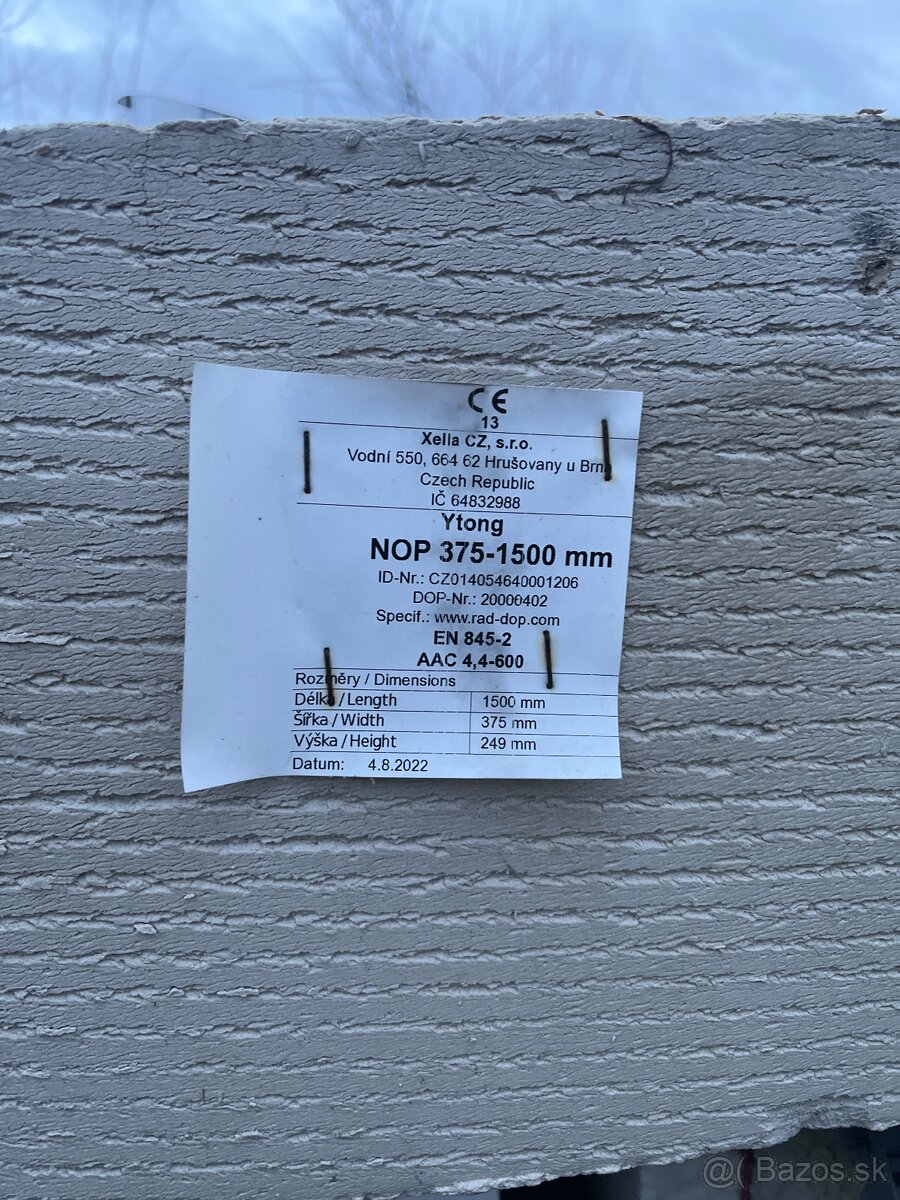 CE
13
Xella CZ, s.r.o.
Vodní 550, 664 62 Hrušovany u Brn
Czech Republic
IČ 64832988
Ytong
NOP 375-1500 mm
ID-Nr.: CZ014054640001206
DOP-Nr.: 20000402
Specif.: www.rad-dop.com
EN 845-2
AAC 4,4-600
Rozměry / Dimensions
Délka / Length 1500 mm
Šířka / Width 375 mm
Výška / Height 249 mm
Datum: 4.8.2022
@( Bazos.sk